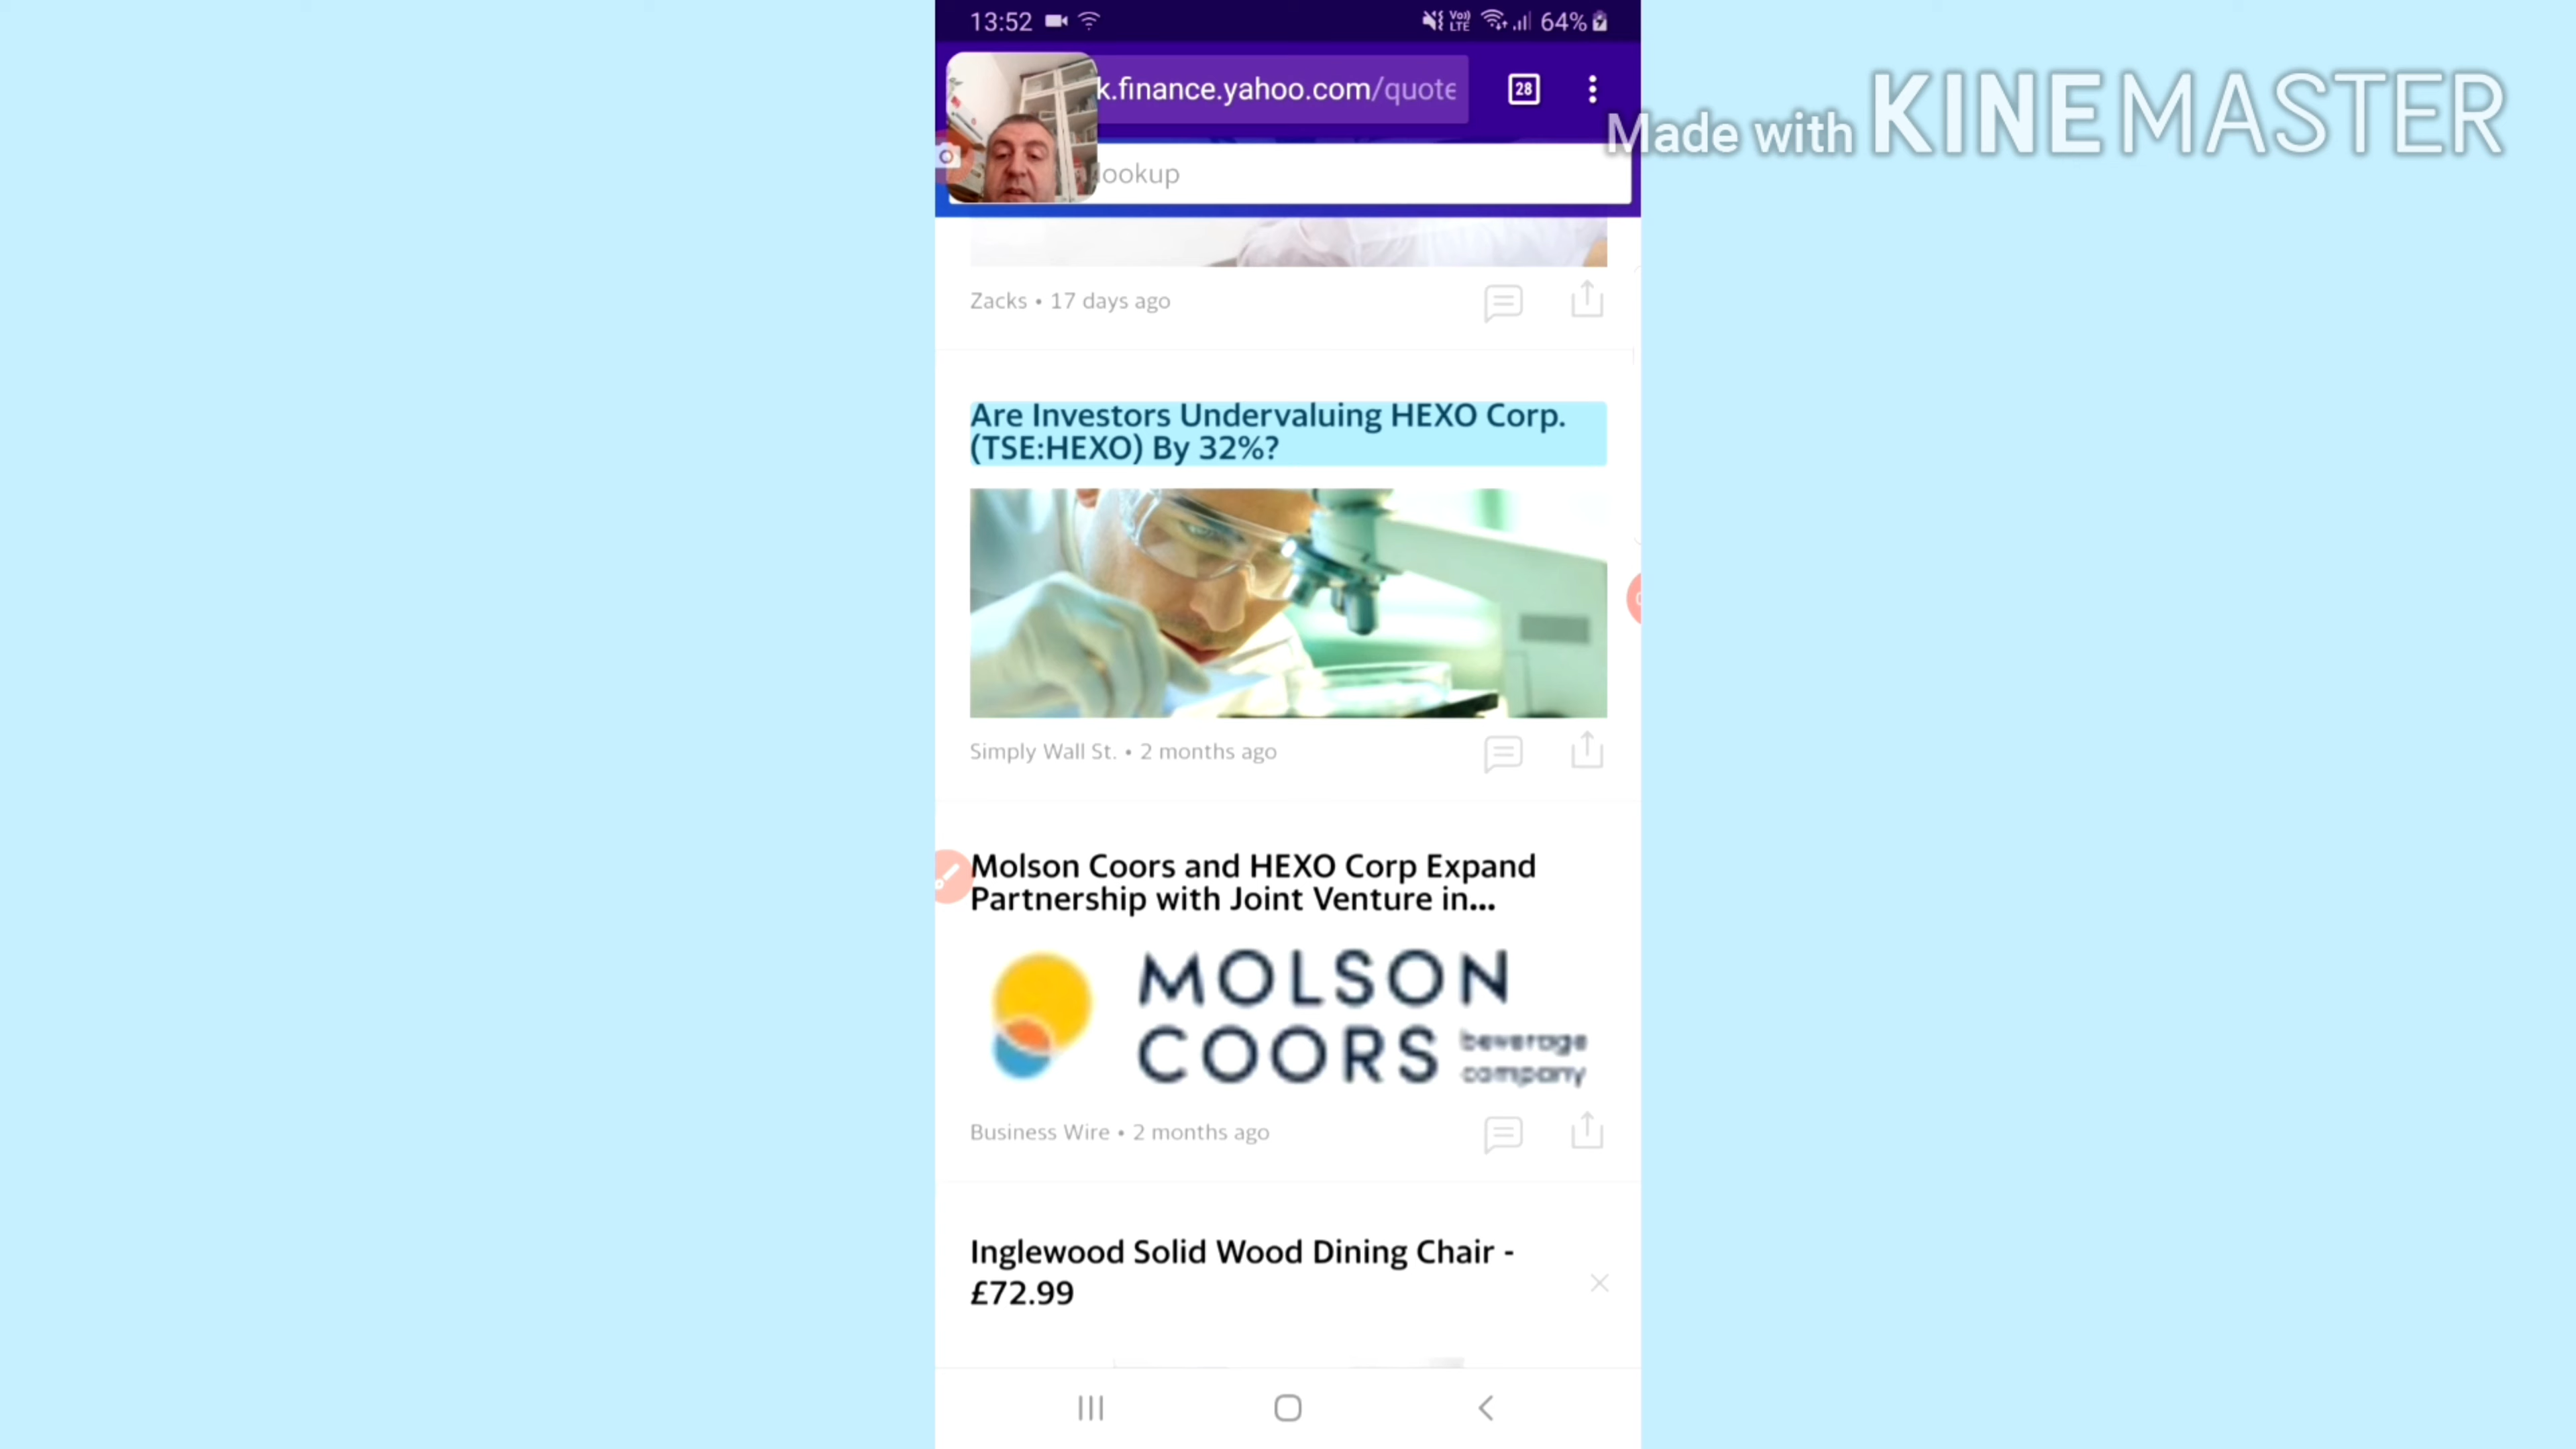 13:52
Vo))
LTE
64%
k.finance.yahoo.com/quote
28
Made with KINEMASTER
lookup
Zacks • 17 days ago
Are Investors Undervaluing HEXO Corp.
(TSE:HEXO) By 32%?
Simply Wall St. • 2 months ago
Molson Coors and HEXO Corp Expand
Partnership with Joint Venture in...
MOLSON
COORS beverage
company
Business Wire • 2 months ago
Inglewood Solid Wood Dining Chair -
£72.99